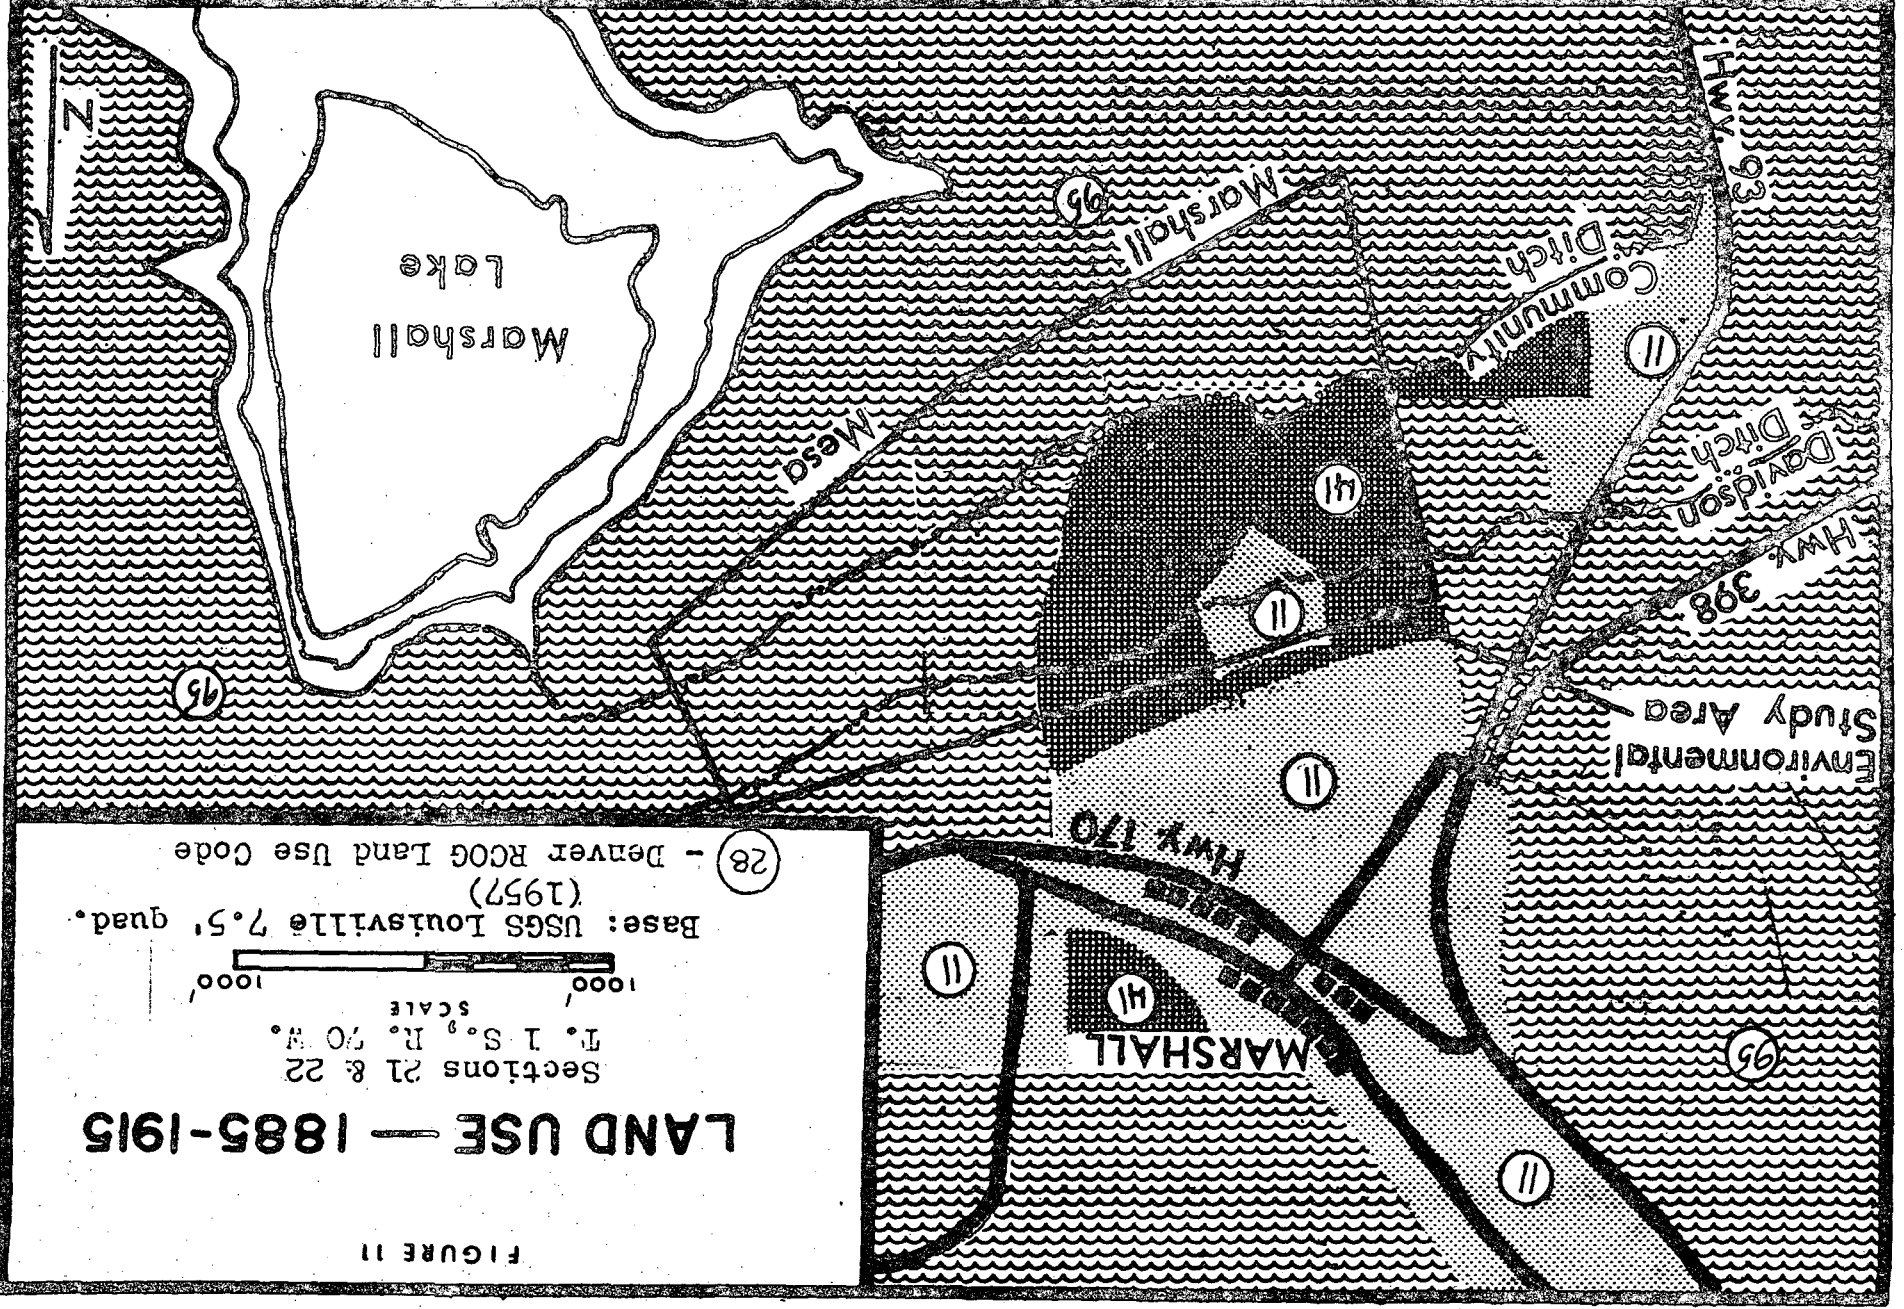 FIGURE 11
LAND USE — 1885-1915
Sections 21 & 22
T. 1 S., R. 70 W.
SCALE
1000' 1000'
Base: USGS Louisville 7.5' quad.
(1957)
28 - Denver RCOG Land Use Code
11
95
MARSHALL
41
11
Hwy. 170
11
Environmental
Study Area
95
11
Hwy. 398
Davidson
Ditch
41
11
Community
Ditch
Mesa
Marshall
Marshall
Lake
95
Hwy. 93
N